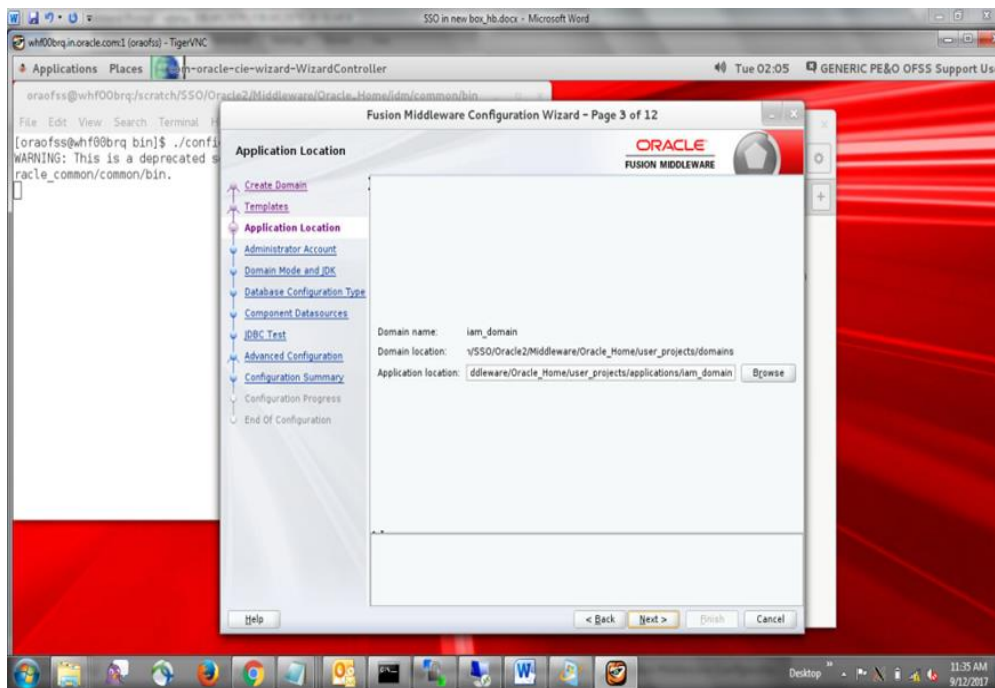 SSO in new box_hb.docx - Microsoft Word
whf00brq.in.oracle.com:1 (oraofss) - TigerVNC
Applications Places om-oracle-cie-wizard-WizardController Tue 02:05 GENERIC PE&O OFSS Support Us
oraofss@whf00brq:/scratch/SSO/Oracle2/Middleware/Oracle_Home/idm/common/bin
File Edit View Search Terminal H
[oraofss@whf00brq bin]$ ./confi
WARNING: This is a deprecated s
racle_common/common/bin.
Fusion Middleware Configuration Wizard - Page 3 of 12
Application Location
ORACLE
FUSION MIDDLEWARE
Create Domain
Templates
Application Location
Administrator Account
Domain Mode and JDK
Database Configuration Type
Component Datasources
JDBC Test
Advanced Configuration
Configuration Summary
Configuration Progress
End Of Configuration
Domain name: iam_domain
Domain location: ı/SSO/Oracle2/Middleware/Oracle_Home/user_projects/domains
Application location: ddleware/Oracle_Home/user_projects/applications/iam_domain Browse
Help < Back Next > Finish Cancel
Desktop
11:35 AM
9/12/2017